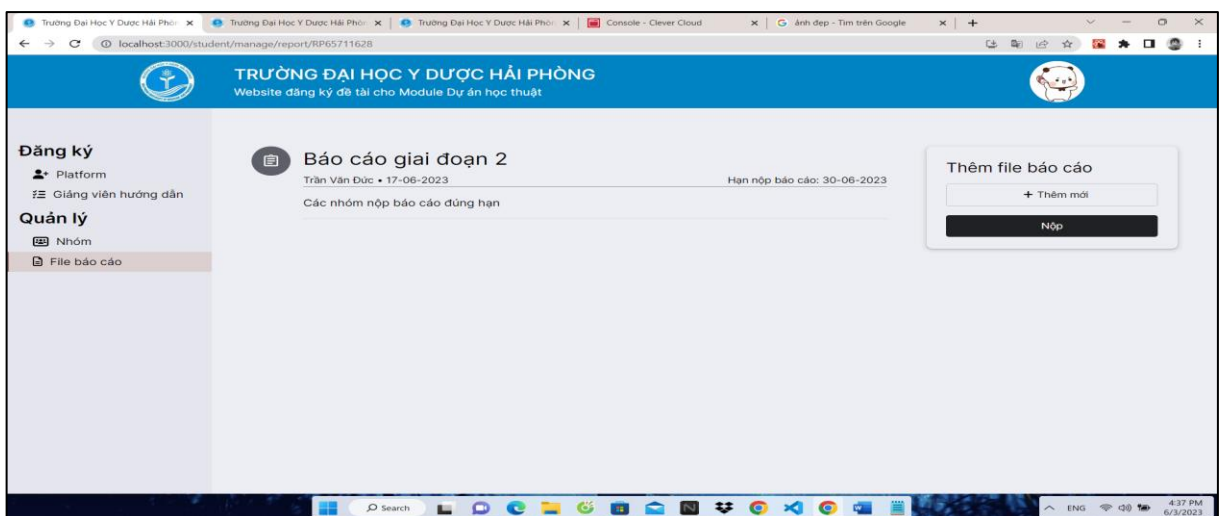 Trường Đại Học Y Dược Hải Phòn
Trường Đại Học Y Dược Hải Phòn
Trường Đại Học Y Dược Hải Phòn
Console - Clever Cloud
ảnh đẹp - Tìm trên Google
localhost:3000/student/manage/report/RP65711628
TRƯỜNG ĐẠI HỌC Y DƯỢC HẢI PHÒNG
Website đăng ký đề tài cho Module Dự án học thuật
Đăng ký
Platform
Giảng viên hướng dẫn
Quản lý
Nhóm
File báo cáo
Báo cáo giai đoạn 2
Trần Văn Đức • 17-06-2023
Hạn nộp báo cáo: 30-06-2023
Các nhóm nộp báo cáo đúng hạn
Thêm file báo cáo
+ Thêm mới
Nộp
Search
ENG
4:37 PM
6/3/2023